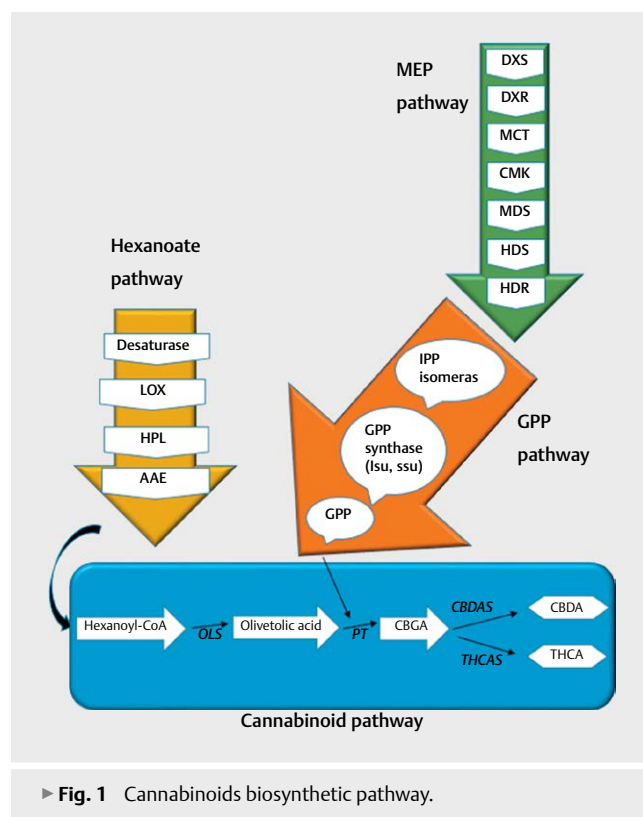 MEP
pathway
DXS
DXR
MCT
CMK
MDS
HDS
HDR
Hexanoate
pathway
Desaturase
LOX
HPL
AAE
IPP
isomeras
GPP
synthase
(lsu, ssu)
GPP
GPP
pathway
Hexanoyl-CoA
OLS
Olivetolic acid
PT
CBGA
CBDAS
CBDA
THCAS
THCA
Cannabinoid pathway
▶ Fig. 1 Cannabinoids biosynthetic pathway.